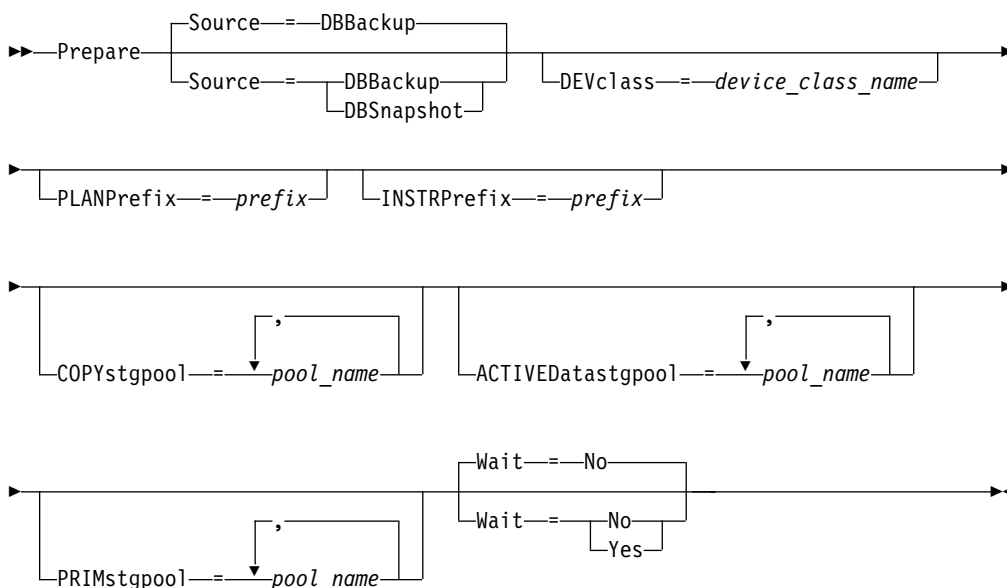 Source = DBBackup
Prepare
Source = DBBackup
DBSnapshot
DEVclass = device_class_name
PLANPrefix = prefix
INSTRPrefix = prefix
,
COPYstgpool = pool_name
,
ACTIVEDatastgpool = pool_name
,
PRIMstgpool = pool_name
Wait = No
Wait = No
Yes